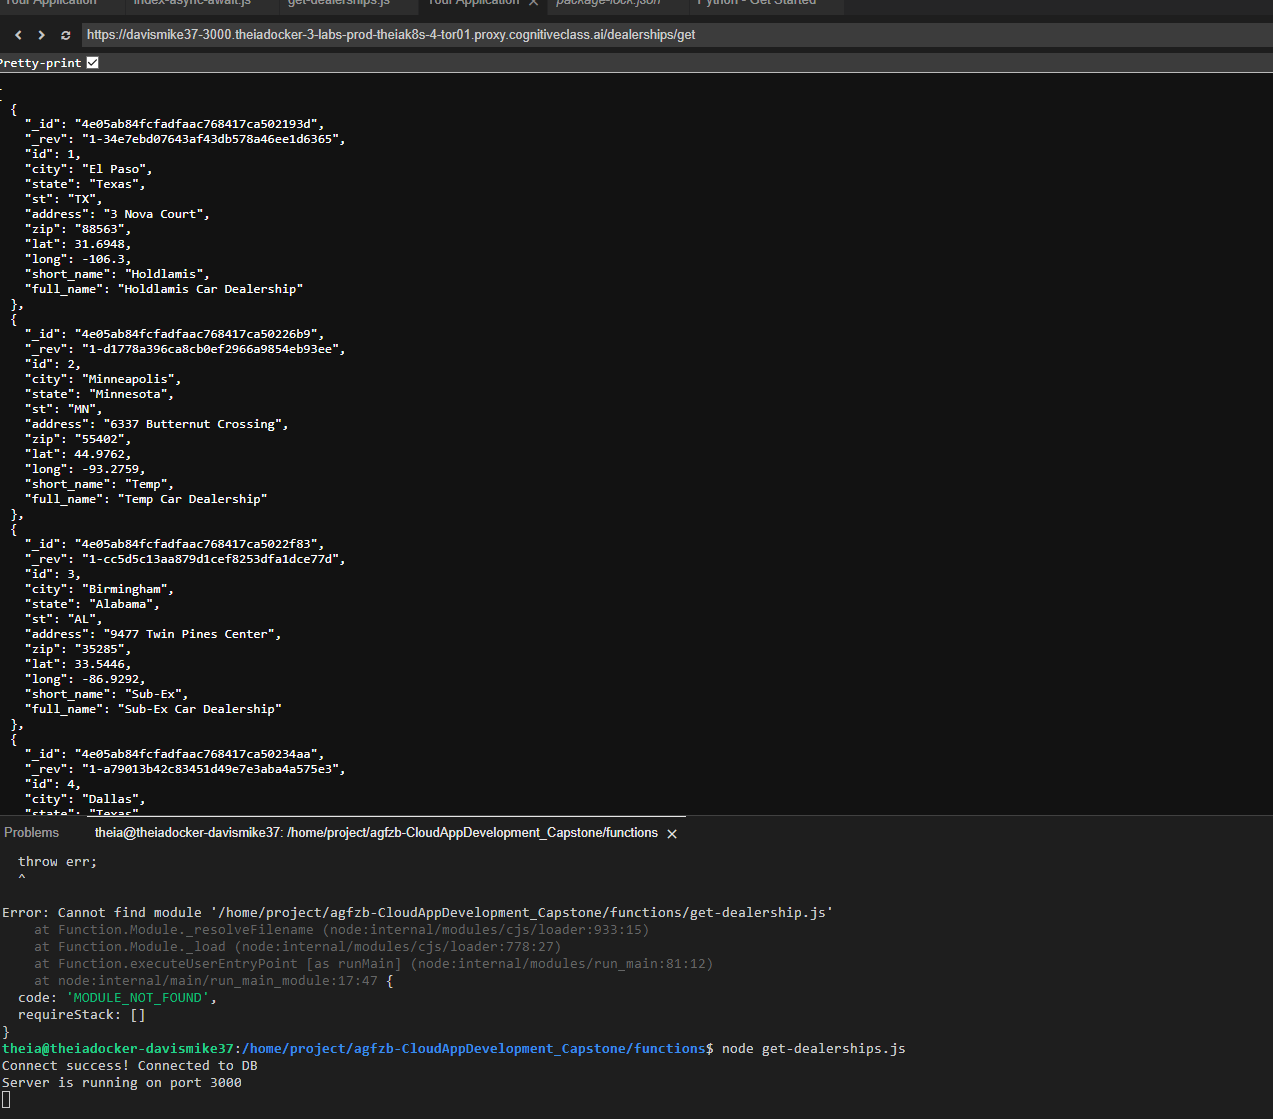 Your Application index-async-await.js get-dealerships.js Your Application package-lock.json Python - Get Started
https://davismike37-3000.theiadocker-3-labs-prod-theiak8s-4-tor01.proxy.cognitiveclass.ai/dealerships/get
Pretty-print
[
{
"_id": "4e05ab84fcfadfaac768417ca502193d",
"_rev": "1-34e7ebd07643af43db578a46ee1d6365",
"id": 1,
"city": "El Paso",
"state": "Texas",
"st": "TX",
"address": "3 Nova Court",
"zip": "88563",
"lat": 31.6948,
"long": -106.3,
"short_name": "Holdlamis",
"full_name": "Holdlamis Car Dealership"
},
{
"_id": "4e05ab84fcfadfaac768417ca50226b9",
"_rev": "1-d1778a396ca8cb0ef2966a9854eb93ee",
"id": 2,
"city": "Minneapolis",
"state": "Minnesota",
"st": "MN",
"address": "6337 Butternut Crossing",
"zip": "55402",
"lat": 44.9762,
"long": -93.2759,
"short_name": "Temp",
"full_name": "Temp Car Dealership"
},
{
"_id": "4e05ab84fcfadfaac768417ca5022f83",
"_rev": "1-cc5d5c13aa879d1cef8253dfa1dce77d",
"id": 3,
"city": "Birmingham",
"state": "Alabama",
"st": "AL",
"address": "9477 Twin Pines Center",
"zip": "35285",
"lat": 33.5446,
"long": -86.9292,
"short_name": "Sub-Ex",
"full_name": "Sub-Ex Car Dealership"
},
{
"_id": "4e05ab84fcfadfaac768417ca50234aa",
"_rev": "1-a79013b42c83451d49e7e3aba4a575e3",
"id": 4,
"city": "Dallas",
"state": "Texas"
Problems theia@theiadocker-davismike37: /home/project/agfzb-CloudAppDevelopment_Capstone/functions
throw err;
^
Error: Cannot find module '/home/project/agfzb-CloudAppDevelopment_Capstone/functions/get-dealership.js'
at Function.Module._resolveFilename (node:internal/modules/cjs/loader:933:15)
at Function.Module._load (node:internal/modules/cjs/loader:778:27)
at Function.executeUserEntryPoint [as runMain] (node:internal/modules/run_main:81:12)
at node:internal/main/run_main_module:17:47 {
code: 'MODULE_NOT_FOUND',
requireStack: []
}
theia@theiadocker-davismike37:/home/project/agfzb-CloudAppDevelopment_Capstone/functions$ node get-dealerships.js
Connect success! Connected to DB
Server is running on port 3000